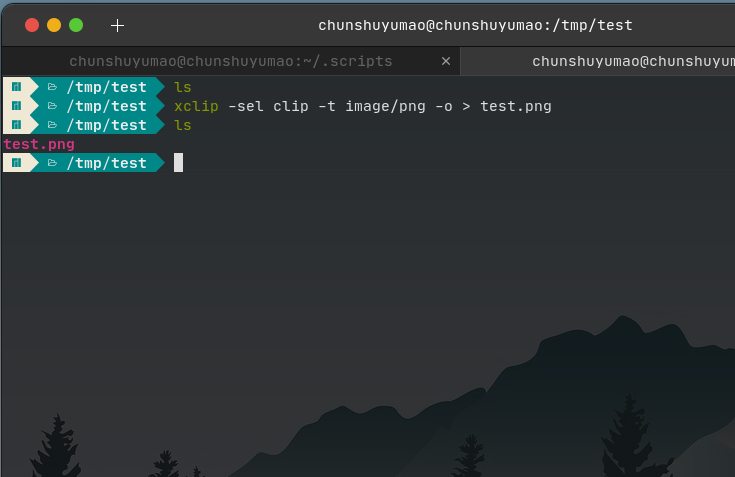 chunshuyumao@chunshuyumao:/tmp/test
chunshuyumao@chunshuyumao:~/.scripts
chunshuyumao@chunshuyum
/tmp/test ls
/tmp/test xclip -sel clip -t image/png -o > test.png
/tmp/test ls
test.png
/tmp/test